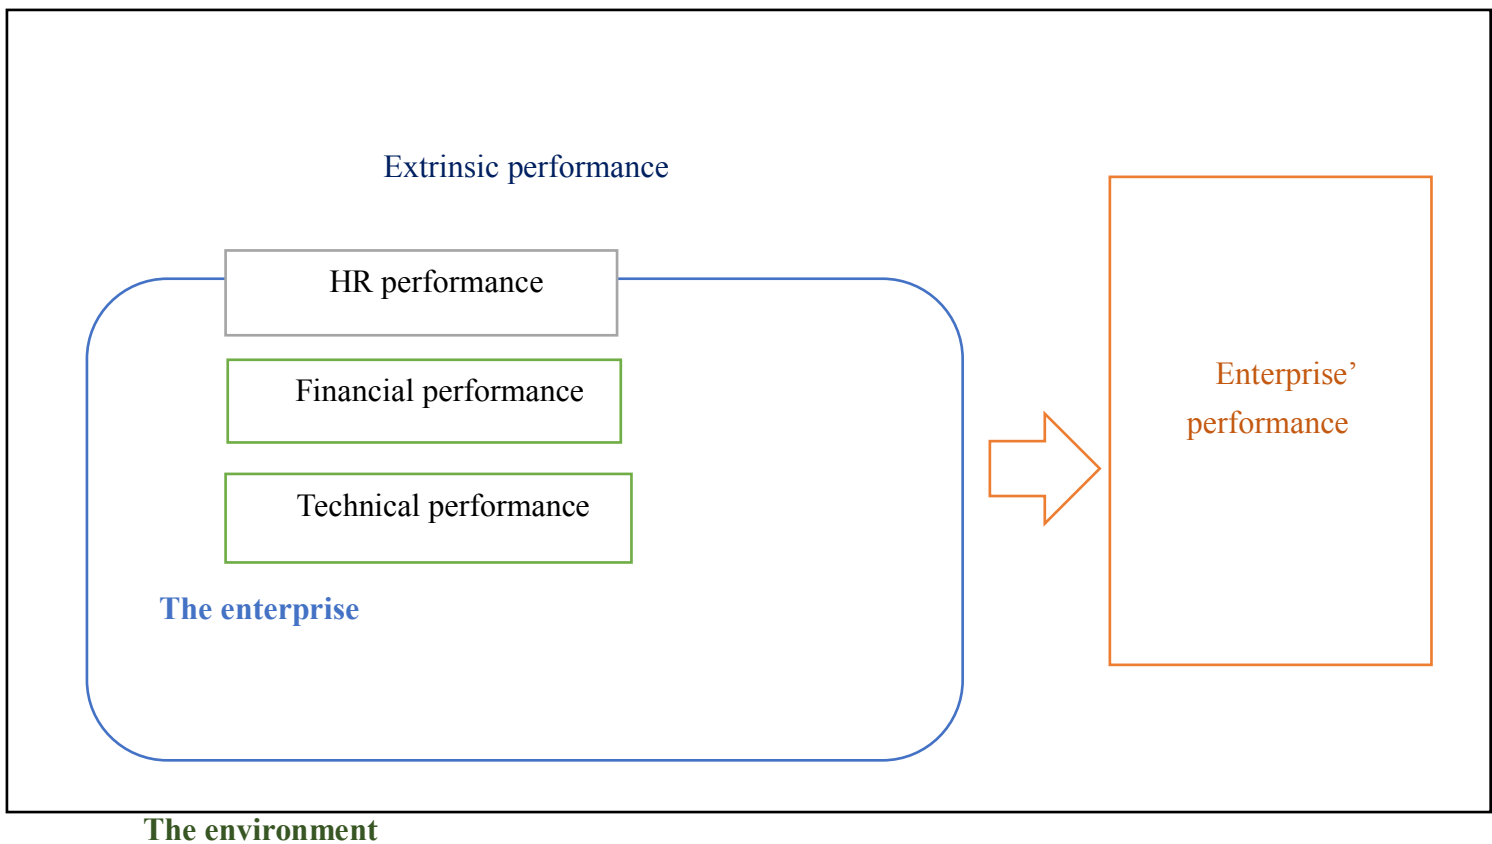 Extrinsic performance
HR performance
Financial performance
Technical performance
The enterprise
Enterprise’
performance
The environment